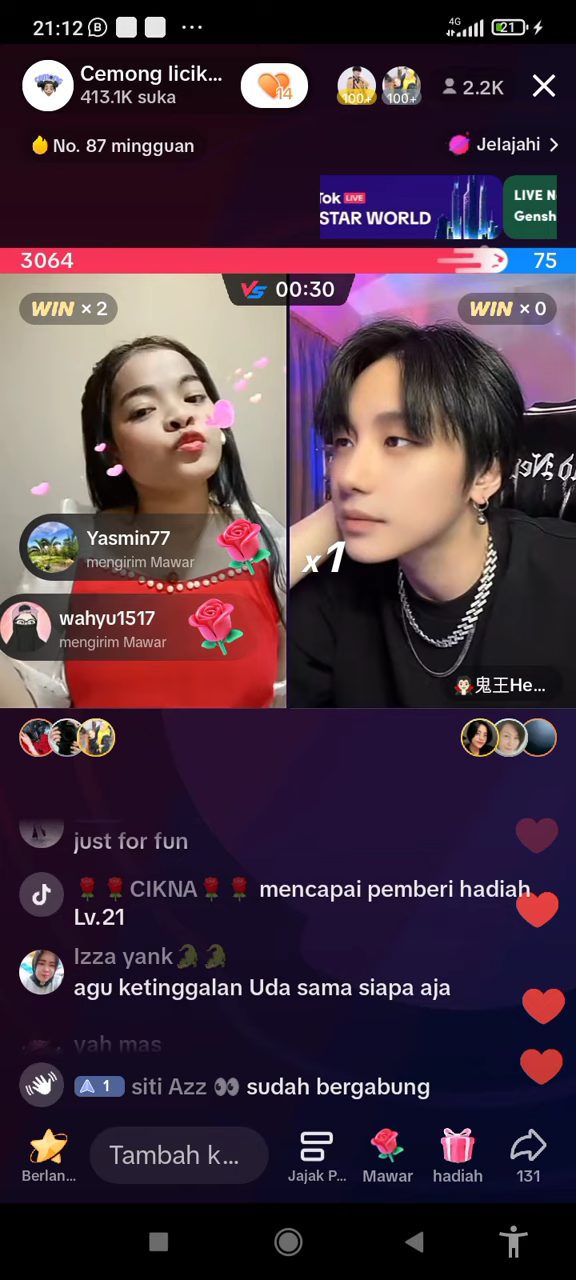 21:12 B ...
4G
21
Cemong licik...
413.1K suka
14
100+
100+
2.2K
No. 87 mingguan
Jelajahi >
Tok LIVE
STAR WORLD
LIVE N
Gensh
3064
75
VS 00:30
WIN × 2
WIN × 0
Yasmin77
mengirim Mawar
x1
wahyu1517
mengirim Mawar
鬼王He...
just for fun
🌹🌹CIKNA🌹🌹 mencapai pemberi hadiah
Lv.21
Izza yank🐊🐊
agu ketinggalan Uda sama siapa aja
yah mas
1 siti Azz 👀 sudah bergabung
Berlan...
Tambah k...
Jajak P...
Mawar
hadiah
131